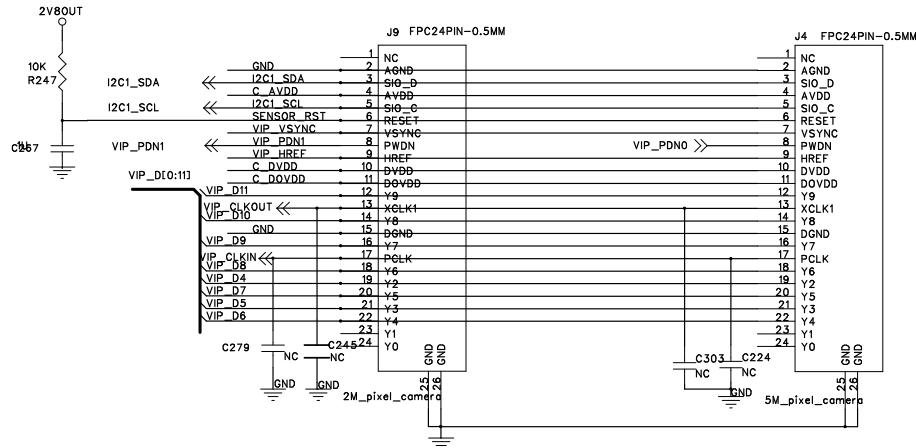 2V8OUT
J9 FPC24PIN-0.5MM
J4 FPC24PIN-0.5MM
10K
R247
1 NC
GND 2 AGND
I2C1_SDA I2C1_SDA 3 SIO_D
C_AVDD 4 AVDD
I2C1_SCL I2C1_SCL 5 SIO_C
SENSOR_RST 6 RESET
VIP_VSYNC 7 VSYNC
VIP_PDN1 VIP_PDN1 8 PWDN
VIP_HREF 9 HREF
C_DVDD 10 DVDD
C_DOVDD 11 DOVDD
VIP_D11 12 Y9
VIP_CLKOUT 13 XCLK1
VIP_D10 14 Y8
GND 15 DGND
VIP_D9 16 Y7
VIP_CLKIN 17 PCLK
VIP_D8 18 Y6
VIP_D4 19 Y2
VIP_D7 20 Y5
VIP_D5 21 Y3
VIP_D6 22 Y4
23 Y1
24 Y0
C267
VIP_D[0:11]
VIP_PDN0
1 NC
2 AGND
3 SIO_D
4 AVDD
5 SIO_C
6 RESET
7 VSYNC
8 PWDN
9 HREF
10 DVDD
11 DOVDD
12 Y9
13 XCLK1
14 Y8
15 DGND
16 Y7
17 PCLK
18 Y6
19 Y2
20 Y5
21 Y3
22 Y4
23 Y1
24 Y0
C279 NC
C245 NC
GND GND
GND GND
25 26
2M_pixel_camera
C303 NC
C224 NC
GND
GND GND
25 26
5M_pixel_camera